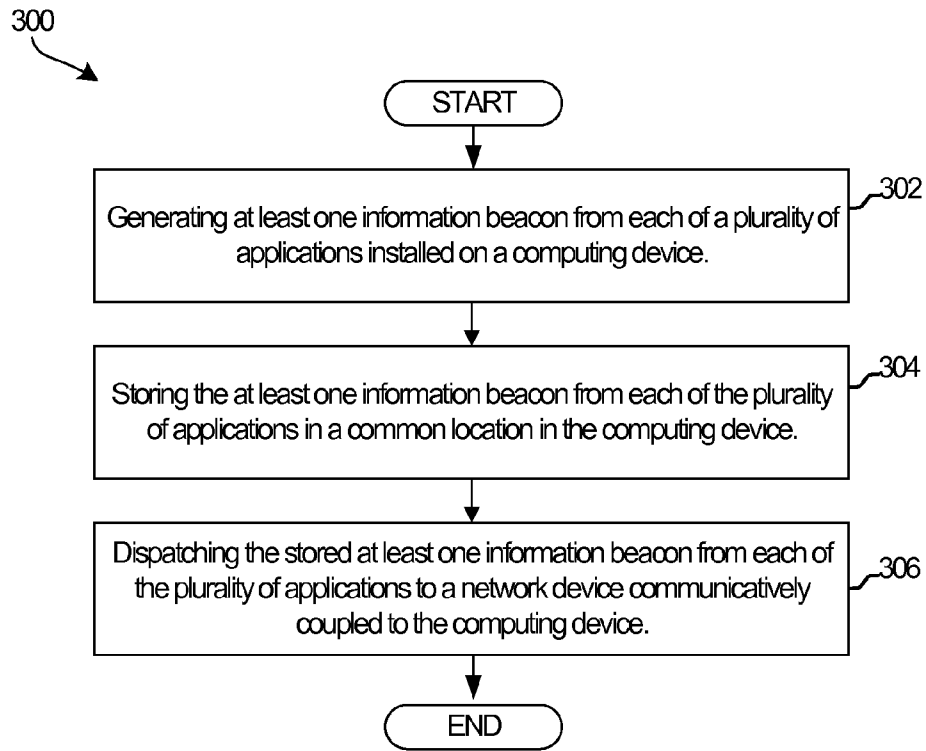 300
START
302
Generating at least one information beacon from each of a plurality of
applications installed on a computing device.
304
Storing the at least one information beacon from each of the plurality
of applications in a common location in the computing device.
Dispatching the stored at least one information beacon from each of
306
the plurality of applications to a network device communicatively
coupled to the computing device.
END